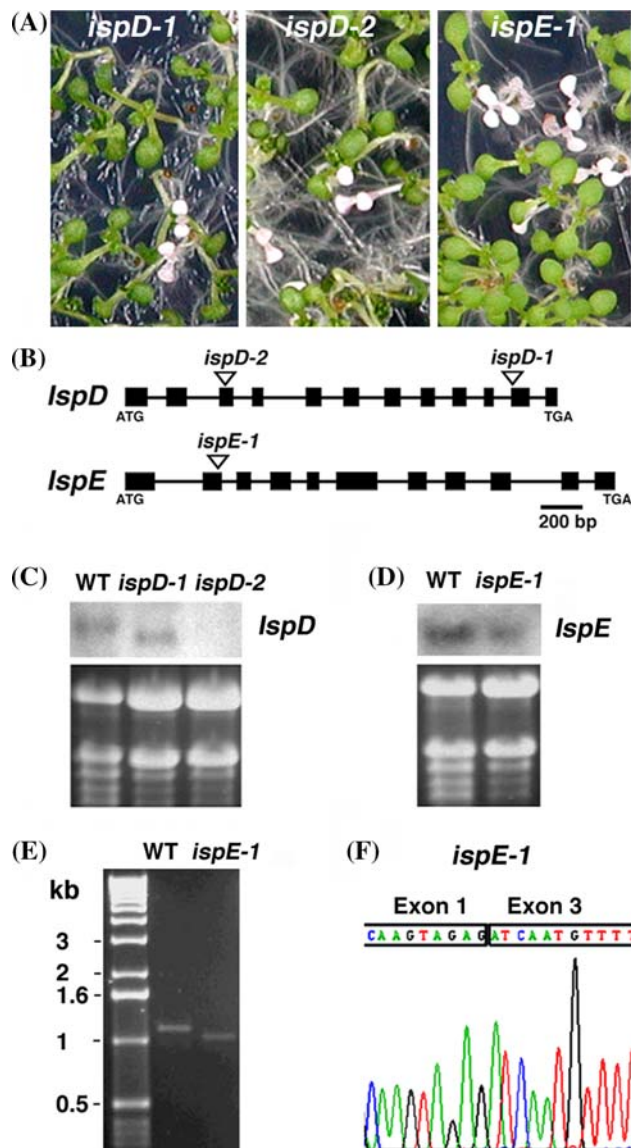 (A)
ispD-1 ispD-2 ispE-1
(B)
ispD-2 ispD-1
IspD
ATG TGA
ispE-1
IspE
ATG TGA
200 bp
(C) (D)
WT ispD-1 ispD-2 WT ispE-1
IspD IspE
(E) (F)
WT ispE-1 ispE-1
kb
Exon 1 Exon 3
CAAGTAGAGATCAATGTTTT
3 -
2 -
1.6 -
1 -
0.5 -